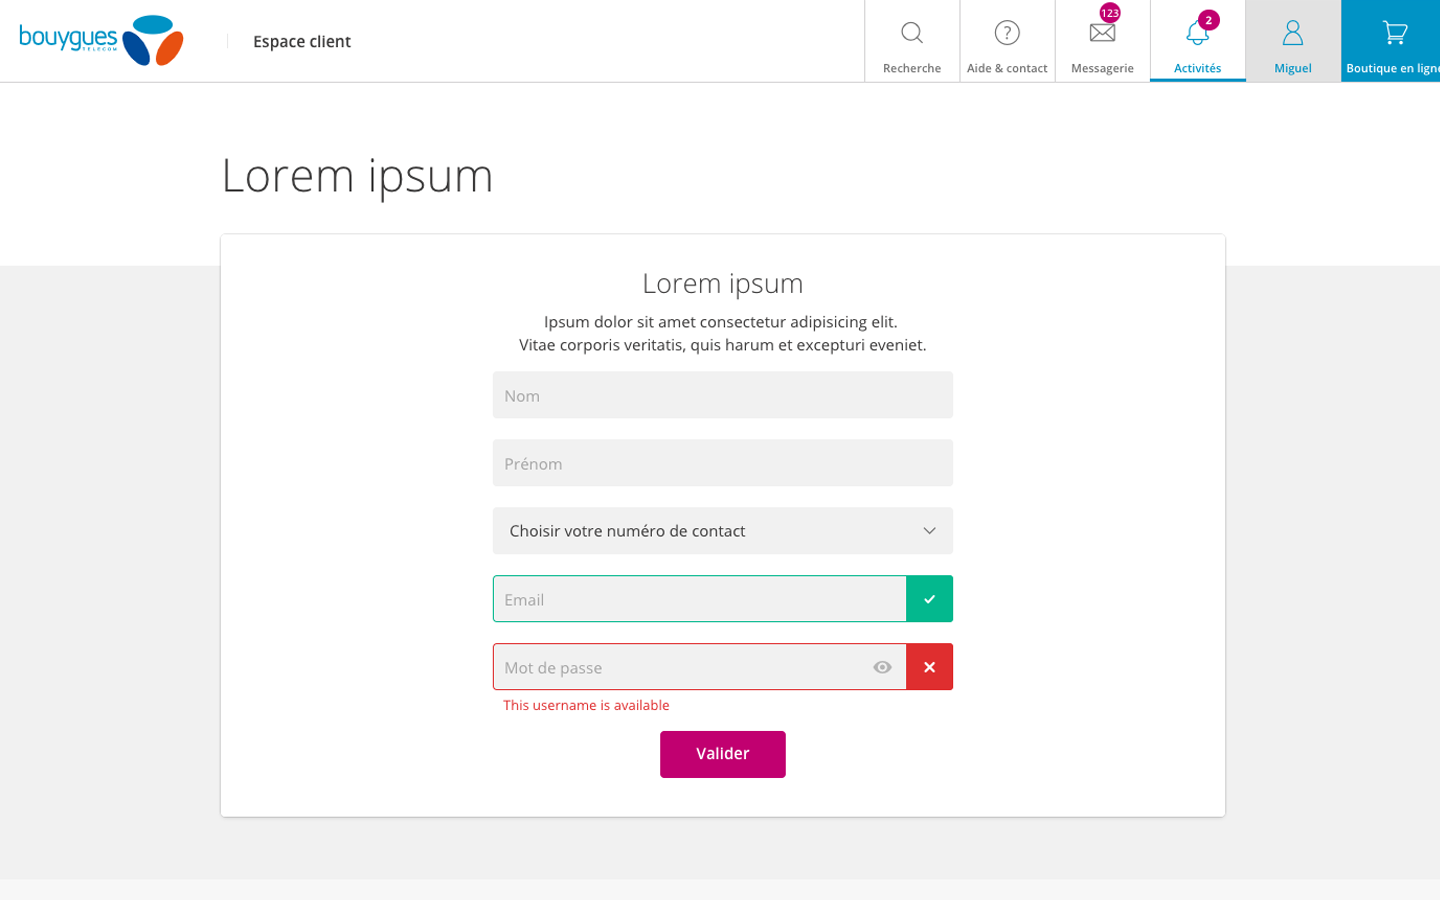 bouygues
TELECOM
Espace client
Recherche
Aide & contact
123
Messagerie
2
Activités
Miguel
Boutique en ligne
Lorem ipsum
Lorem ipsum
Ipsum dolor sit amet consectetur adipisicing elit.
Vitae corporis veritatis, quis harum et excepturi eveniet.
Nom
Prénom
Choisir votre numéro de contact
Email
Mot de passe
This username is available
Valider